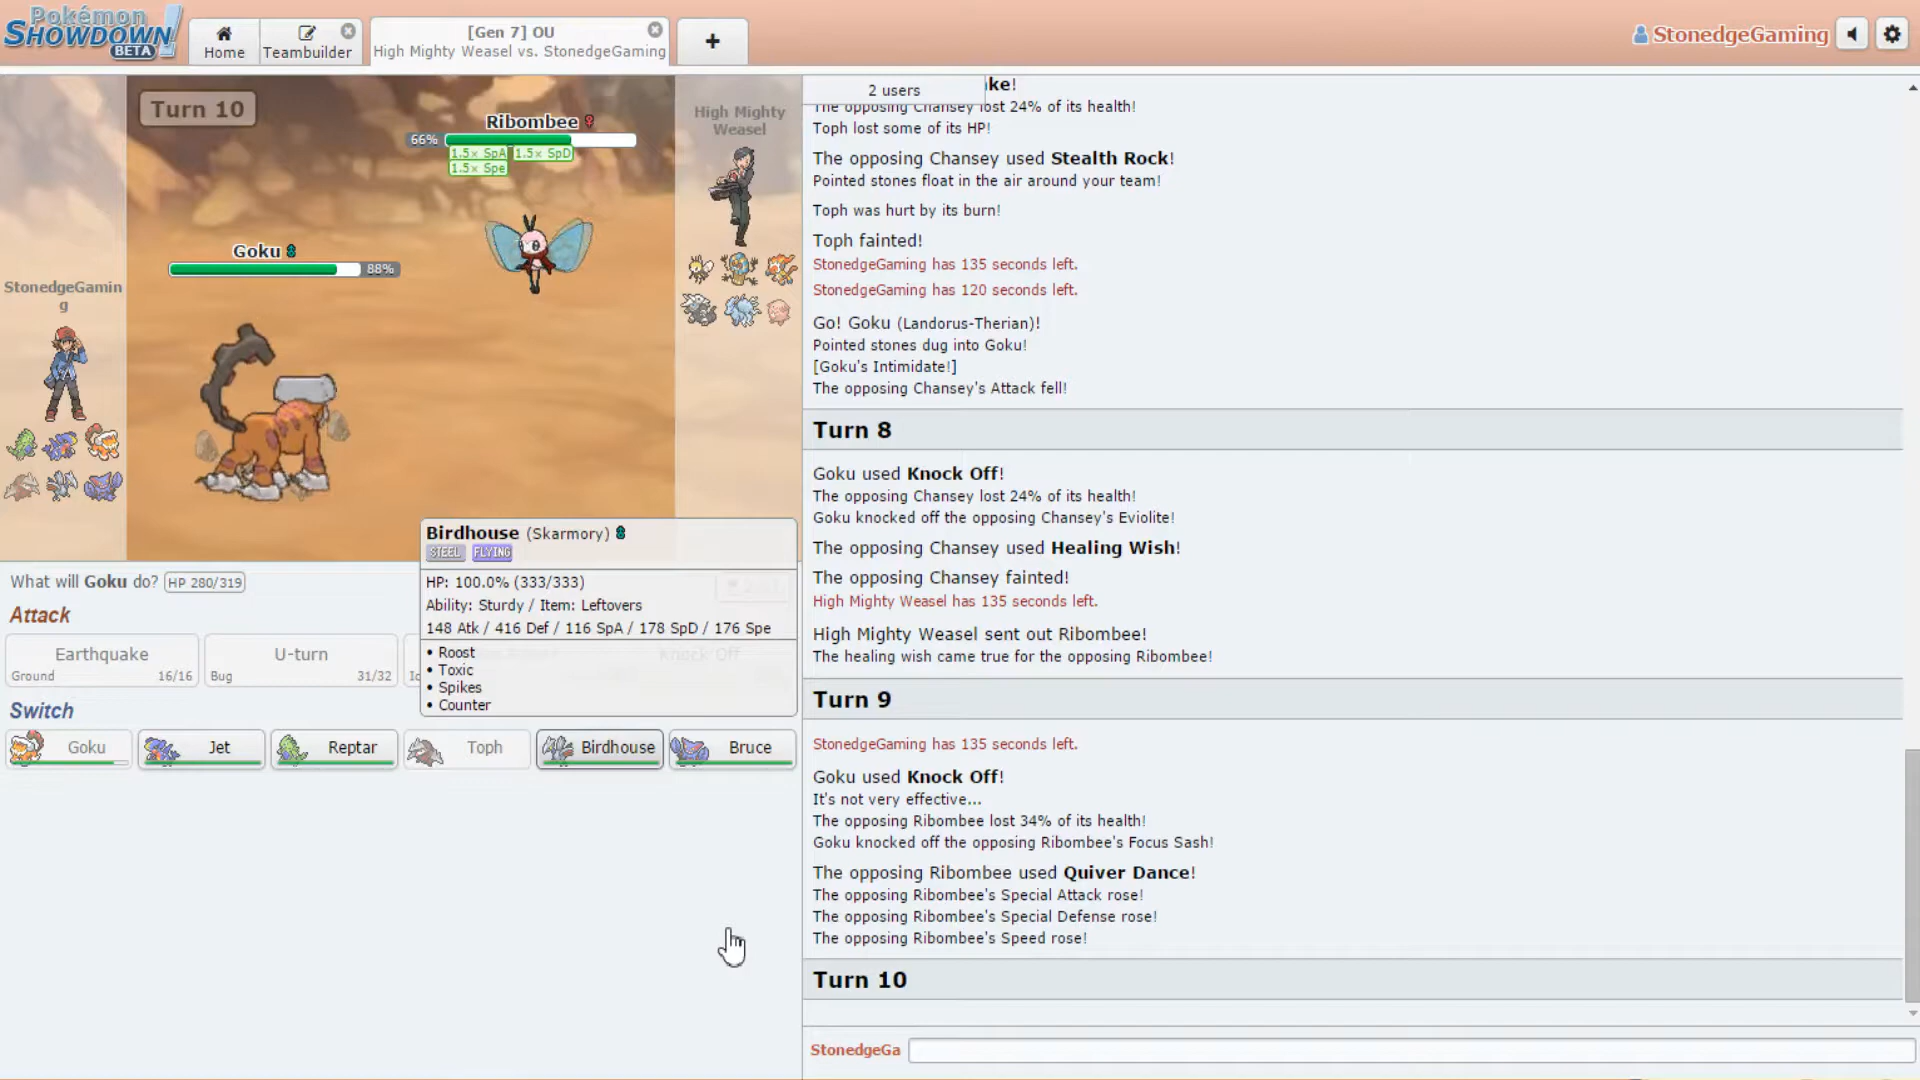 Pokémon
SHOWDOWN!
BETA
Home
Teambuilder
[Gen 7] OU
High Mighty Weasel vs. StonedgeGaming
+
StonedgeGaming
Turn 10
Ribombee
66%
1.5× SpA 1.5× SpD
1.5× Spe
High Mighty
Weasel
Goku
88%
StonedgeGamin
g
Birdhouse (Skarmory)
STEEL FLYING
HP: 100.0% (333/333)
Ability: Sturdy / Item: Leftovers
148 Atk / 416 Def / 116 SpA / 178 SpD / 176 Spe
• Roost
• Toxic
• Spikes
• Counter
What will Goku do? HP 280/319
Attack
Earthquake
Ground 16/16
U-turn
Bug 31/32
Knock Off
Switch
Goku
Jet
Reptar
Toph
Birdhouse
Bruce
2 users
ke!
The opposing Chansey lost 24% of its health!
Toph lost some of its HP!
The opposing Chansey used Stealth Rock!
Pointed stones float in the air around your team!
Toph was hurt by its burn!
Toph fainted!
StonedgeGaming has 135 seconds left.
StonedgeGaming has 120 seconds left.
Go! Goku (Landorus-Therian)!
Pointed stones dug into Goku!
[Goku's Intimidate!]
The opposing Chansey's Attack fell!
Turn 8
Goku used Knock Off!
The opposing Chansey lost 24% of its health!
Goku knocked off the opposing Chansey's Eviolite!
The opposing Chansey used Healing Wish!
The opposing Chansey fainted!
High Mighty Weasel has 135 seconds left.
High Mighty Weasel sent out Ribombee!
The healing wish came true for the opposing Ribombee!
Turn 9
StonedgeGaming has 135 seconds left.
Goku used Knock Off!
It's not very effective...
The opposing Ribombee lost 34% of its health!
Goku knocked off the opposing Ribombee's Focus Sash!
The opposing Ribombee used Quiver Dance!
The opposing Ribombee's Special Attack rose!
The opposing Ribombee's Special Defense rose!
The opposing Ribombee's Speed rose!
Turn 10
StonedgeGa